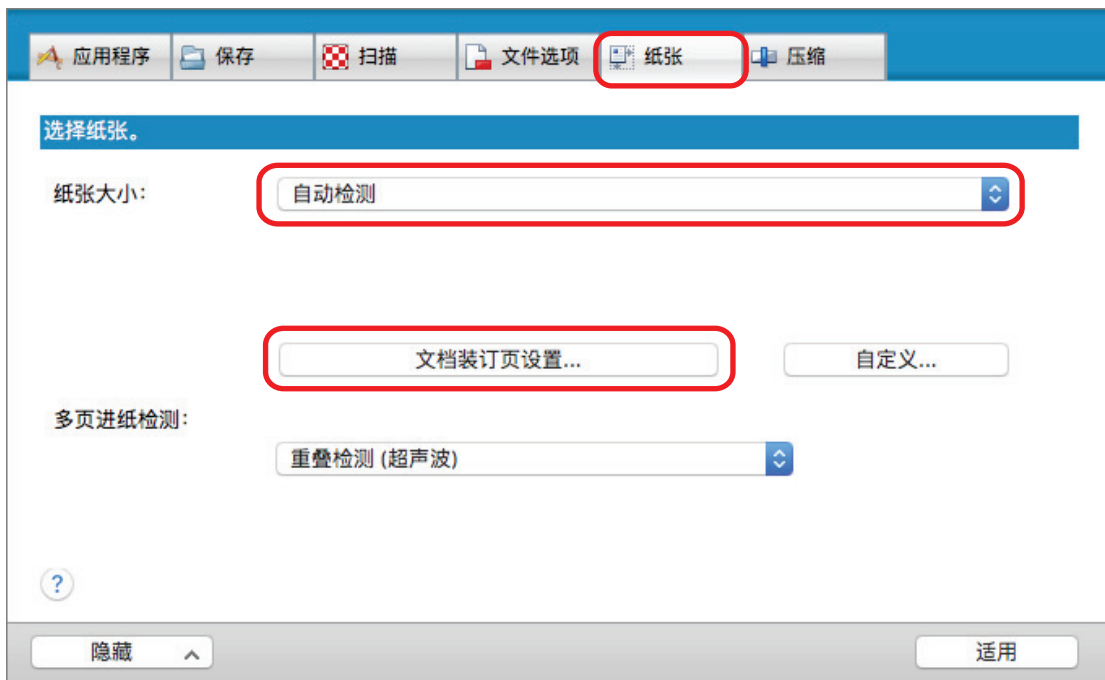 应用程序 保存 扫描 文件选项 纸张 压缩
选择纸张。
纸张大小: 自动检测
文档装订页设置... 自定义...
多页进纸检测:
重叠检测 (超声波)
?
隐藏 适用